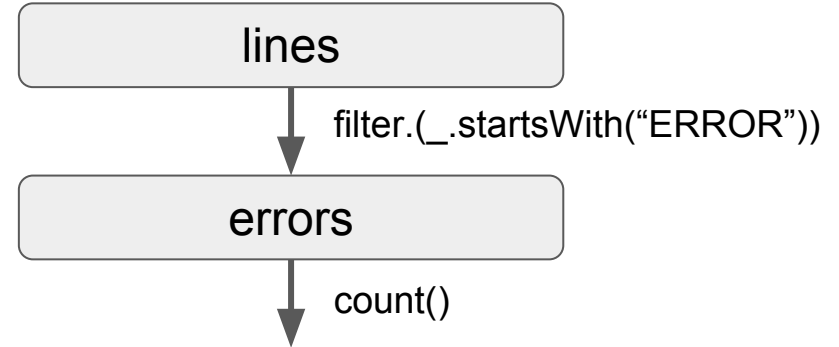 lines
filter.(_.startsWith(“ERROR”))
errors
count()